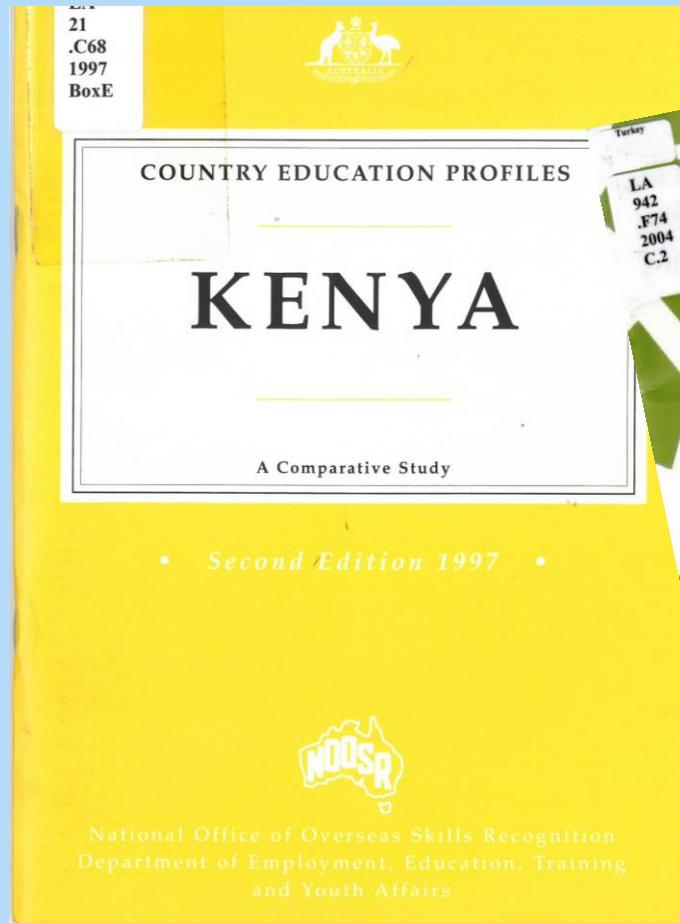 21
.C68
1997
BoxE
AUSTRALIA
COUNTRY EDUCATION PROFILES
KENYA
A Comparative Study
• Second Edition 1997 •
NOOSR
National Office of Overseas Skills Recognition
Department of Employment, Education, Training
and Youth Affairs
Turkey
LA
942
.F74
2004
C.2